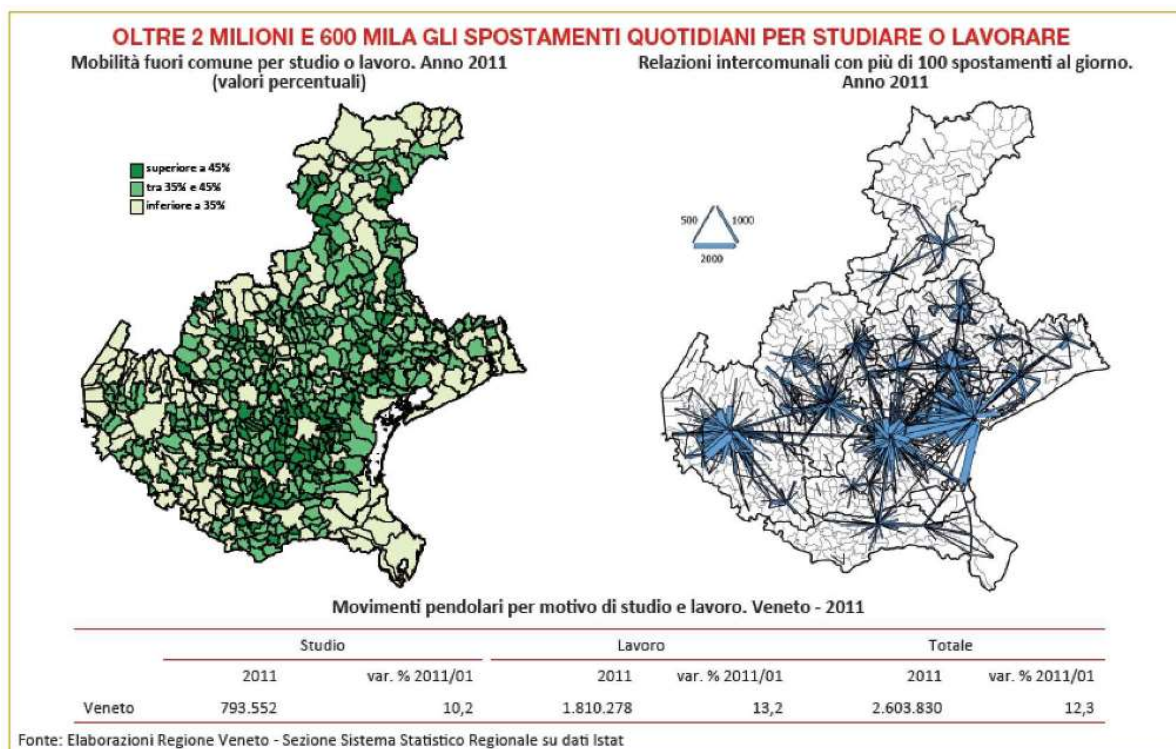 OLTRE 2 MILIONI E 600 MILA GLI SPOSTAMENTI QUOTIDIANI PER STUDIARE O LAVORARE
Mobilità fuori comune per studio o lavoro. Anno 2011
(valori percentuali)
superiore a 45%
tra 35% e 45%
inferiore a 35%
Relazioni intercomunali con più di 100 spostamenti al giorno.
Anno 2011
500 1000
2000
Movimenti pendolari per motivo di studio e lavoro. Veneto - 2011
Studio Lavoro Totale
2011 var. % 2011/01 2011 var. % 2011/01 2011 var. % 2011/01
Veneto 793.552 10,2 1.810.278 13,2 2.603.830 12,3
Fonte: Elaborazioni Regione Veneto - Sezione Sistema Statistico Regionale su dati Istat